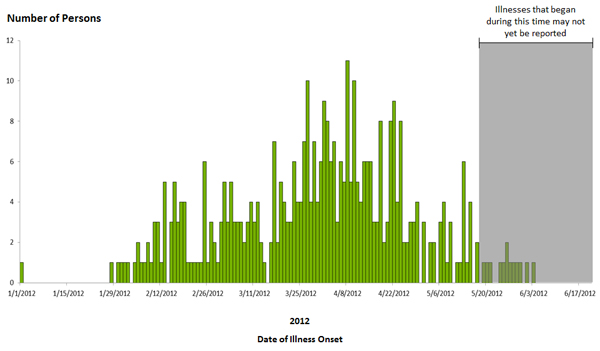 Illnesses that began
during this time may not
yet be reported
Number of Persons
12
10
8
6
4
2
0
1/1/2012 1/15/2012 1/29/2012 2/12/2012 2/26/2012 3/11/2012 3/25/2012 4/8/2012 4/22/2012 5/6/2012 5/20/2012 6/3/2012 6/17/2012
2012
Date of Illness Onset